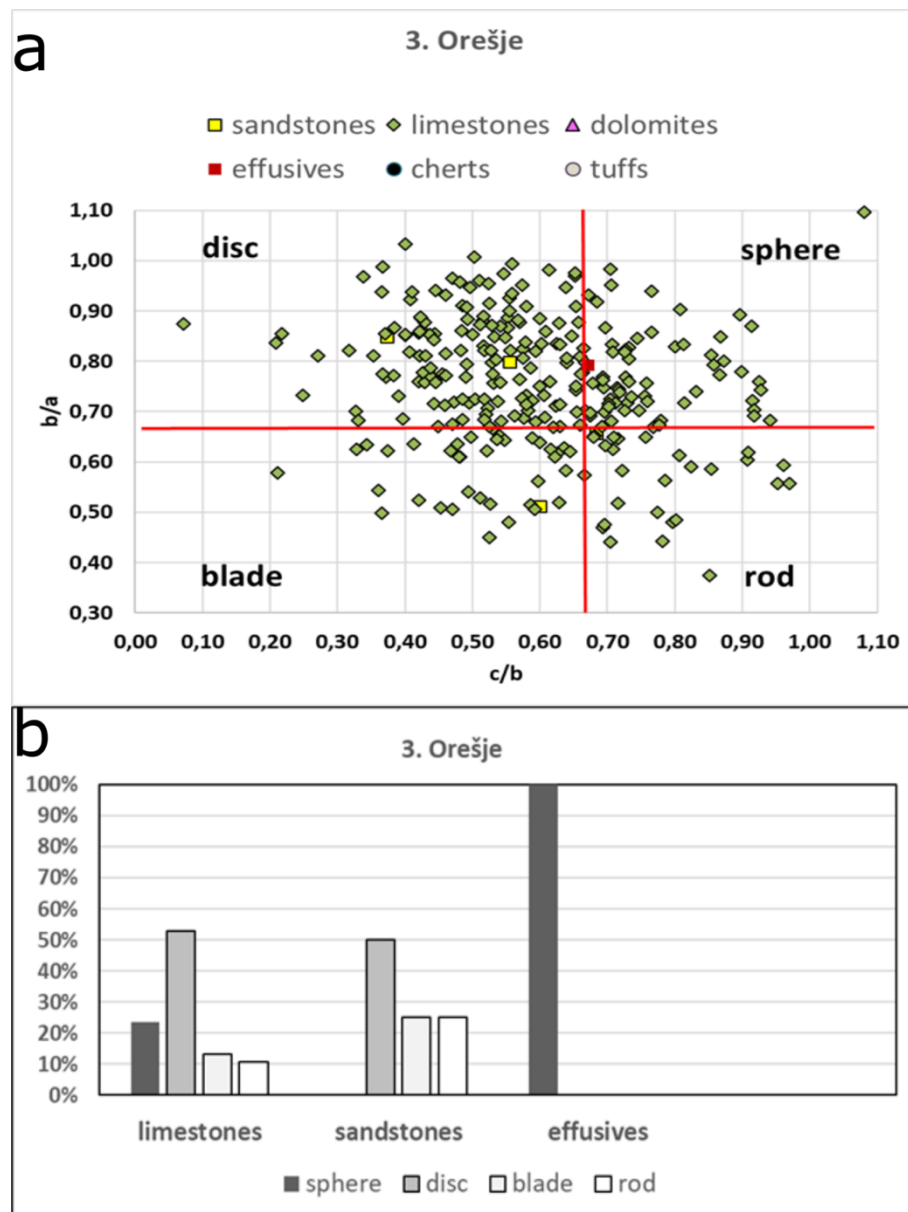 a
3. Orešje
sandstones limestones dolomites
effusives cherts tuffs
b/a
1,10
1,00
0,90
0,80
0,70
0,60
0,50
0,40
0,30
disc sphere
blade rod
0,00 0,10 0,20 0,30 0,40 0,50 0,60 0,70 0,80 0,90 1,00 1,10
c/b
b
3. Orešje
100%
90%
80%
70%
60%
50%
40%
30%
20%
10%
0%
limestones sandstones effusives
sphere disc blade rod